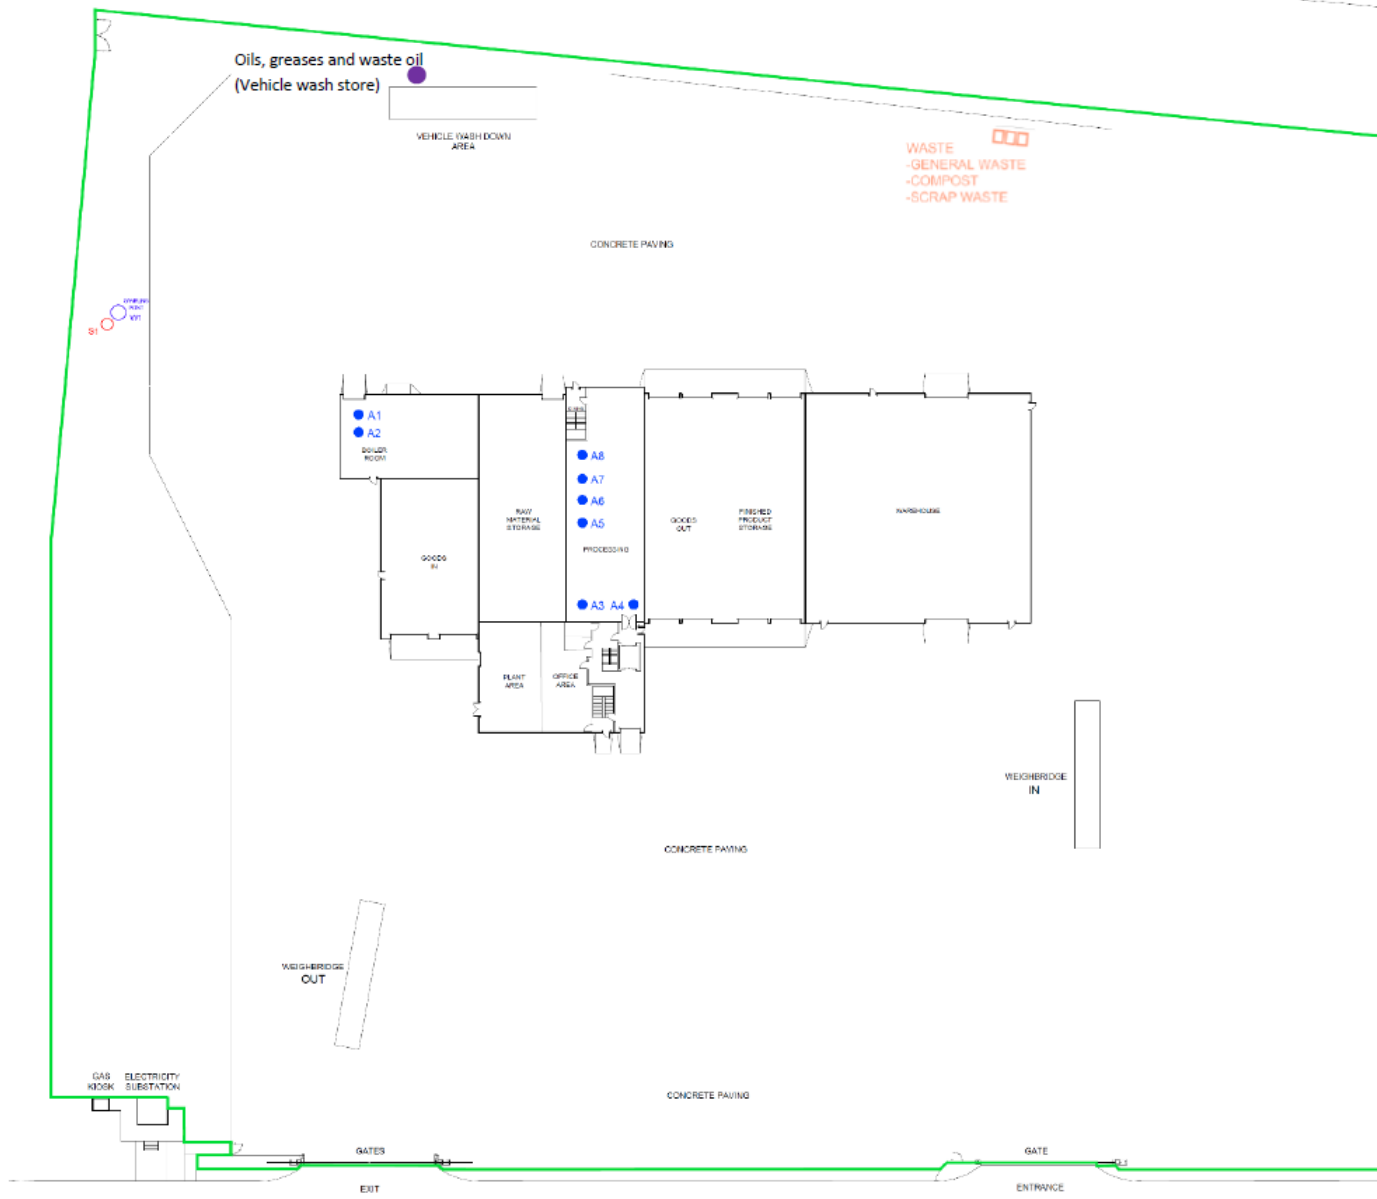 Oils, greases and waste oil
(Vehicle wash store)
VEHICLE WASH DOWN
AREA
WASTE
-GENERAL WASTE
-COMPOST
-SCRAP WASTE
CONCRETE PAVING
POINT
S1
A1
A2
BOILER
ROOM
A8
A7
A6
A5
RAW
MATERIAL
STORAGE
GOODS
OUT
FINISHED
PRODUCT
STORAGE
WAREHOUSE
PROCESSING
GOODS
IN
A3 A4
PLANT
AREA
OFFICE
AREA
WEIGHBRIDGE
IN
CONCRETE PAVING
WEIGHBRIDGE
OUT
GAS
KIOSK
ELECTRICITY
SUBSTATION
CONCRETE PAVING
GATES
GATE
EXIT
ENTRANCE